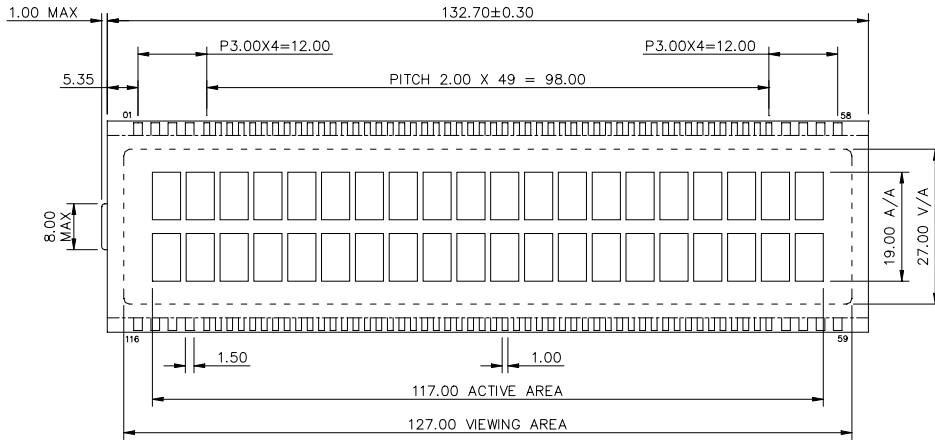 1.00 MAX
132.70±0.30
P3.00X4=12.00
P3.00X4=12.00
5.35
PITCH 2.00 X 49 = 98.00
01
58
8.00
MAX
19.00 A/A
27.00 V/A
116
59
1.50
1.00
117.00 ACTIVE AREA
127.00 VIEWING AREA